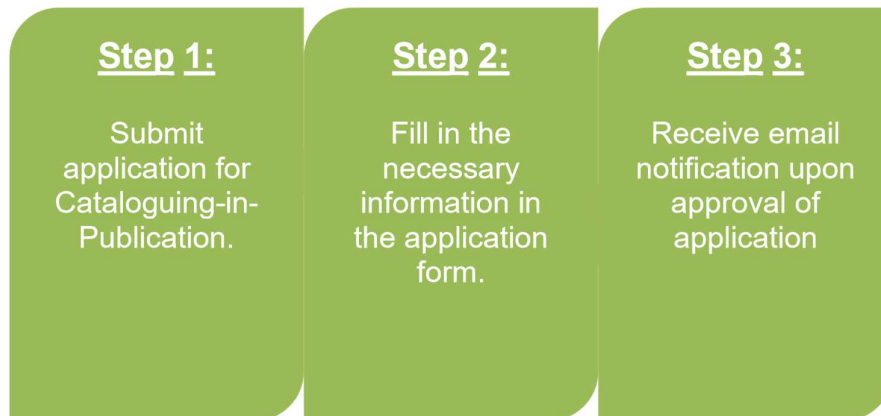 Step 1:
Submit
application for
Cataloguing-in-
Publication.
Step 2:
Fill in the
necessary
information in
the application
form.
Step 3:
Receive email
notification upon
approval of
application